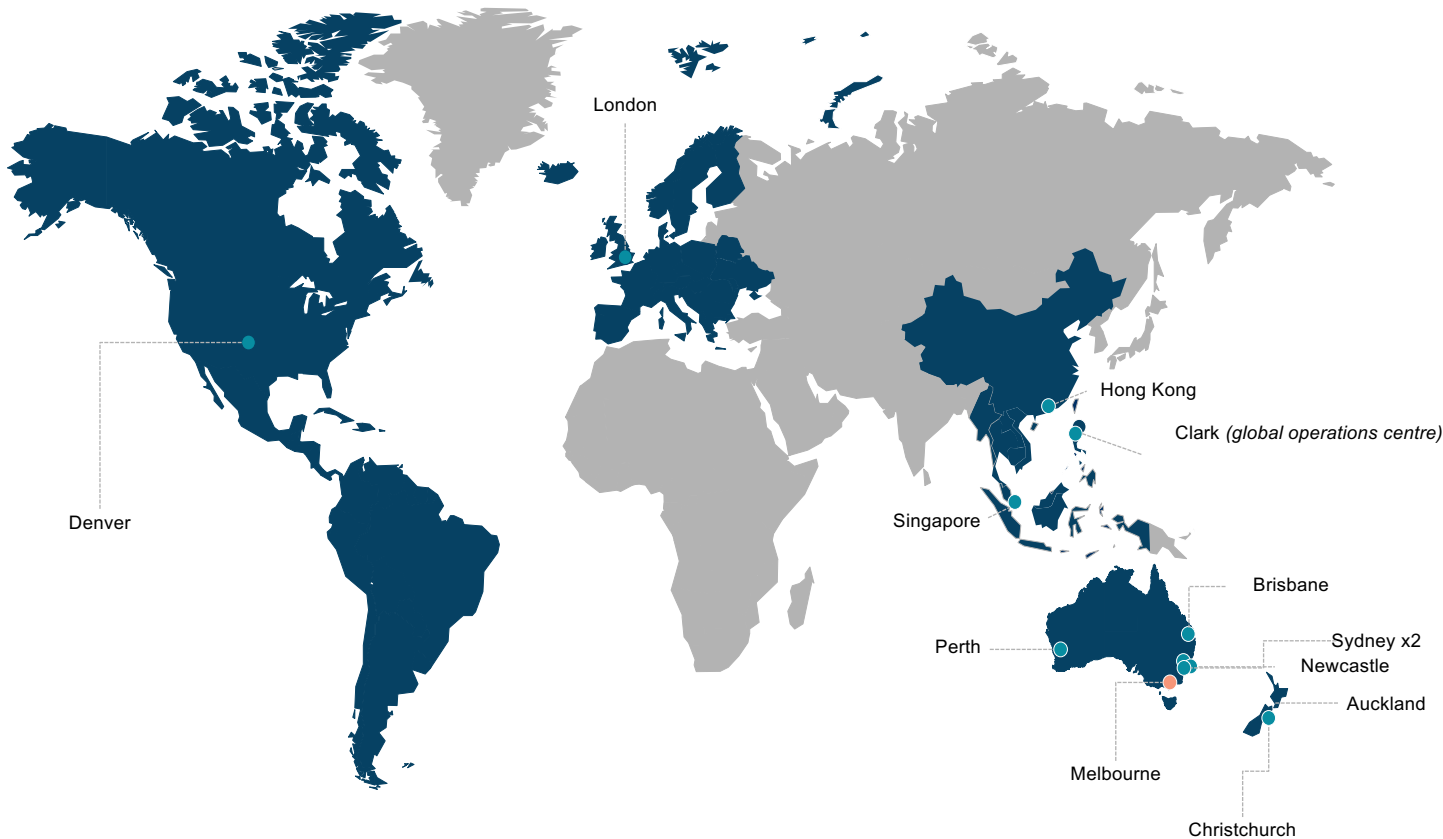 London
Hong Kong
Clark (global operations centre)
Denver
Singapore
Brisbane
Perth
Sydney x2
Newcastle
Auckland
Melbourne
Christchurch